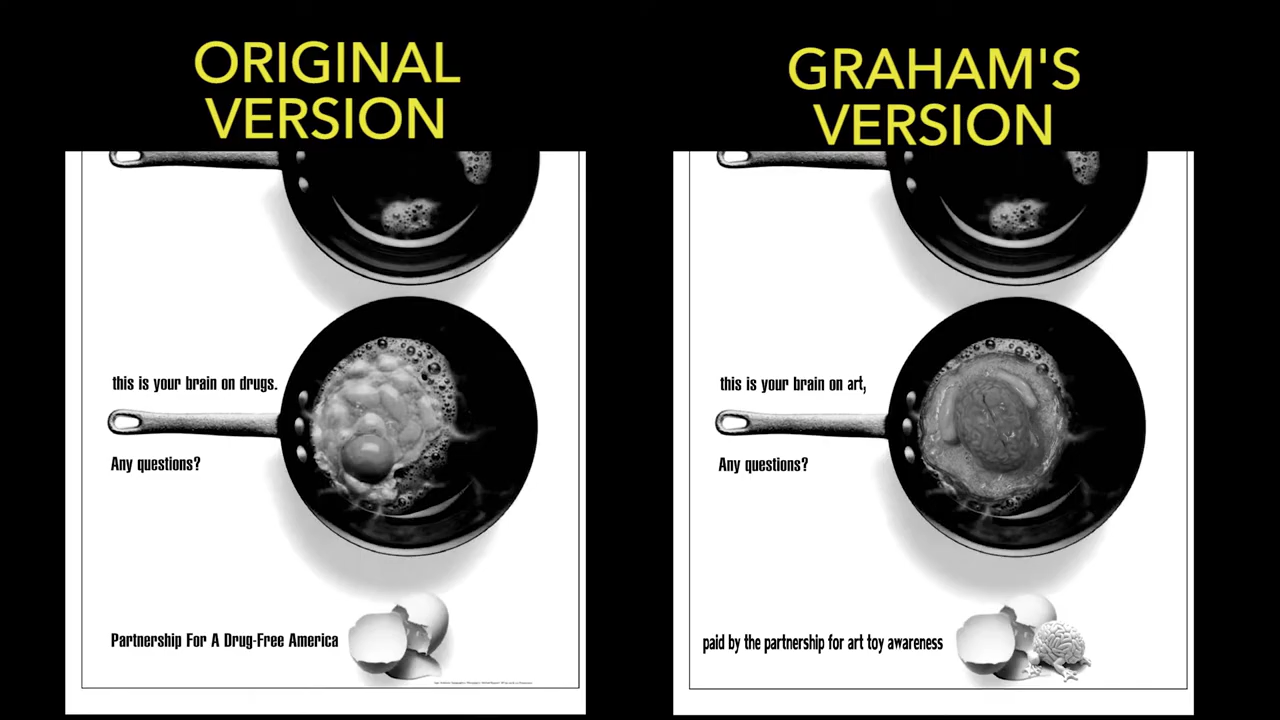 ORIGINAL
VERSION
GRAHAM'S
VERSION
this is your brain on drugs.
Any questions?
Partnership For A Drug-Free America
this is your brain on art,
Any questions?
paid by the partnership for art toy awareness